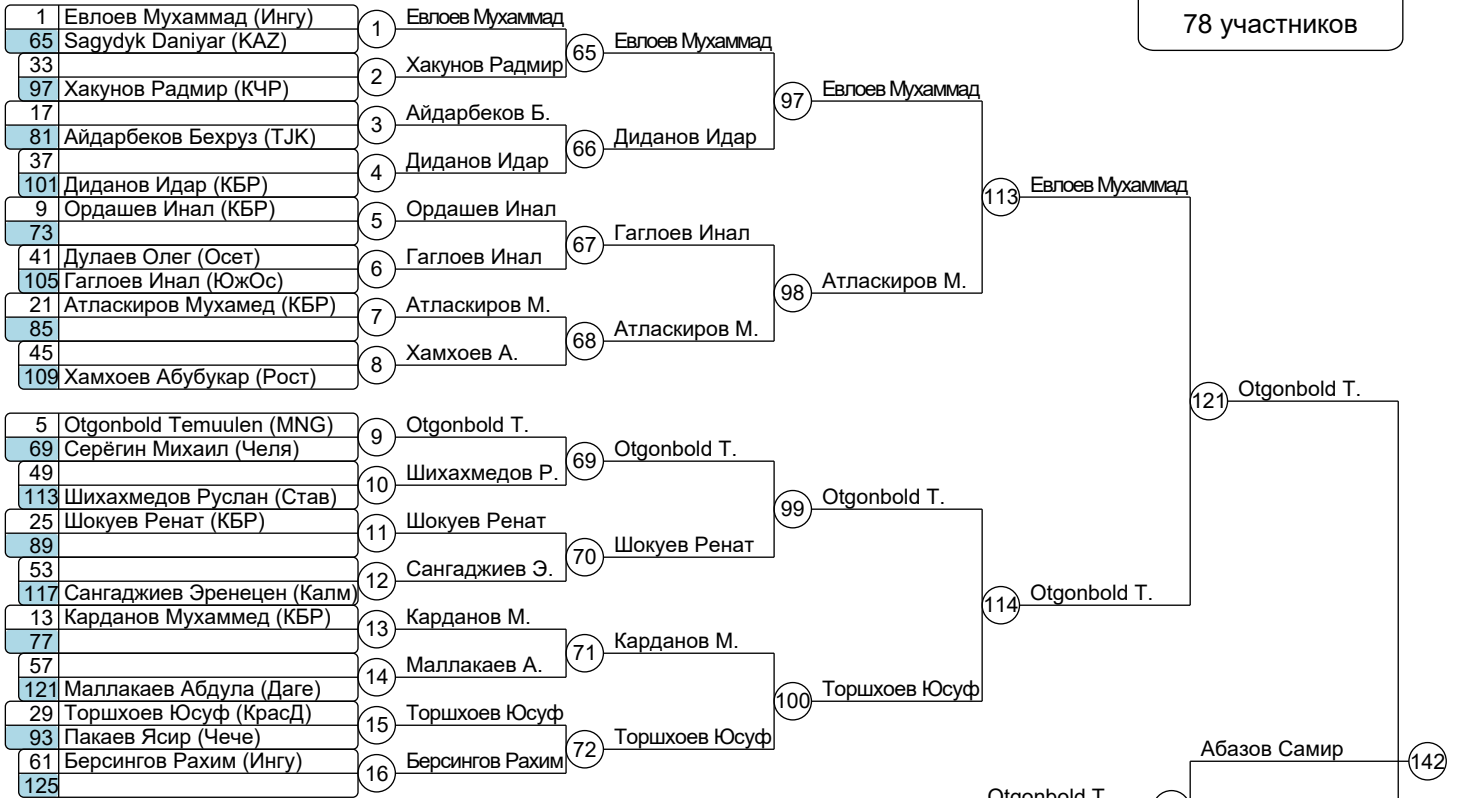 78 участников
1 Евлоев Мухаммад (Ингу)
65 Sagydyk Daniyar (KAZ)
33
97 Хакунов Радмир (КЧР)
17
81 Айдарбеков Бехруз (TJK)
37
101 Диданов Идар (КБР)
9 Ордашев Инал (КБР)
73
41 Дулаев Олег (Осет)
105 Гаглоев Инал (ЮжОс)
21 Атласкиров Мухамед (КБР)
85
45
109 Хамхоев Абубукар (Рост)
5 Otgonbold Temuulen (MNG)
69 Серёгин Михаил (Челя)
49
113 Шихахмедов Руслан (Став)
25 Шокуев Ренат (КБР)
89
53
117 Сангаджиев Эренецен (Калм)
13 Карданов Мухаммед (КБР)
77
57
121 Маллакаев Абдула (Даге)
29 Торшхоев Юсуф (КрасД)
93 Пакаев Ясир (Чече)
61 Берсингов Рахим (Ингу)
125
1 Евлоев Мухаммад
2 Хакунов Радмир
3 Айдарбеков Б.
4 Диданов Идар
5 Ордашев Инал
6 Гаглоев Инал
7 Атласкиров М.
8 Хамхоев А.
9 Otgonbold T.
10 Шихахмедов Р.
11 Шокуев Ренат
12 Сангаджиев Э.
13 Карданов М.
14 Маллакаев А.
15 Торшхоев Юсуф
16 Берсингов Рахим
65 Евлоев Мухаммад
66 Диданов Идар
67 Гаглоев Инал
68 Атласкиров М.
69 Otgonbold T.
70 Шокуев Ренат
71 Карданов М.
72 Торшхоев Юсуф
97 Евлоев Мухаммад
98 Атласкиров М.
99 Otgonbold T.
100 Торшхоев Юсуф
113 Евлоев Мухаммад
114 Otgonbold T.
121 Otgonbold T.
Абазов Самир
142
Otgonbold T.